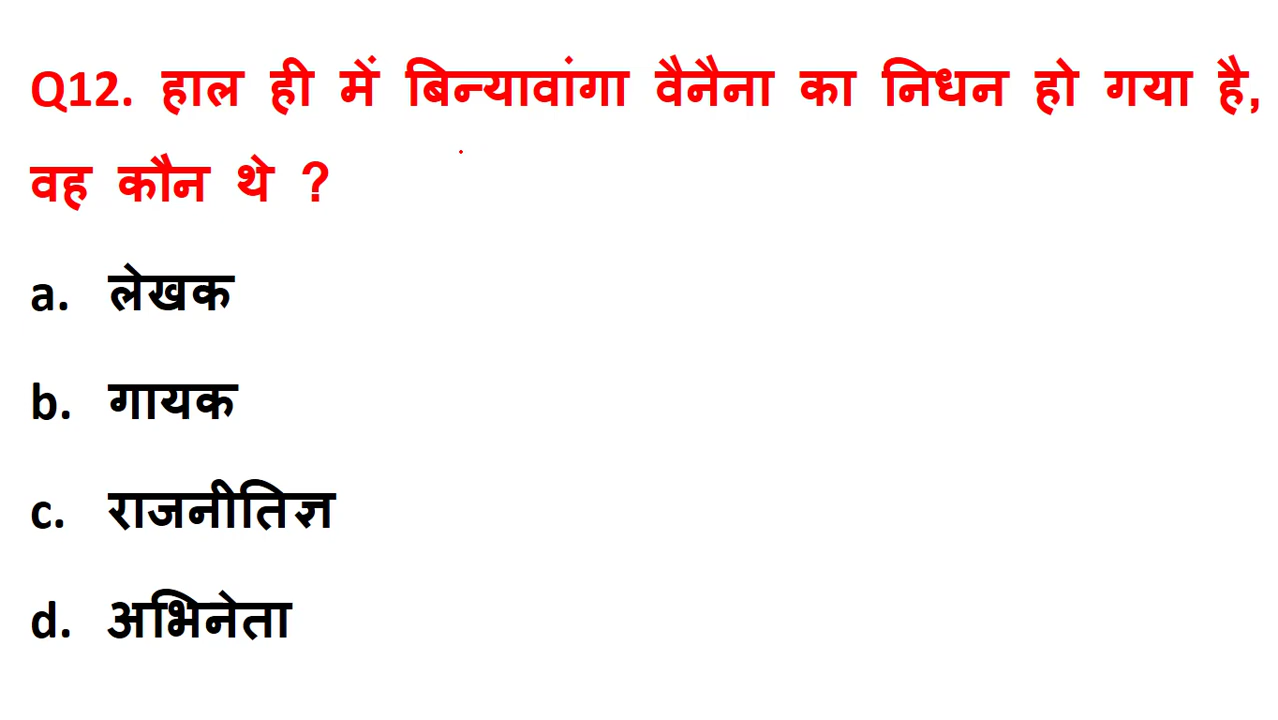 Q12. हाल ही में बिन्यावांगा वैनैना का निधन हो गया है,
वह कौन थे ?
a. लेखक
b. गायक
c. राजनीतिज्ञ
d. अभिनेता